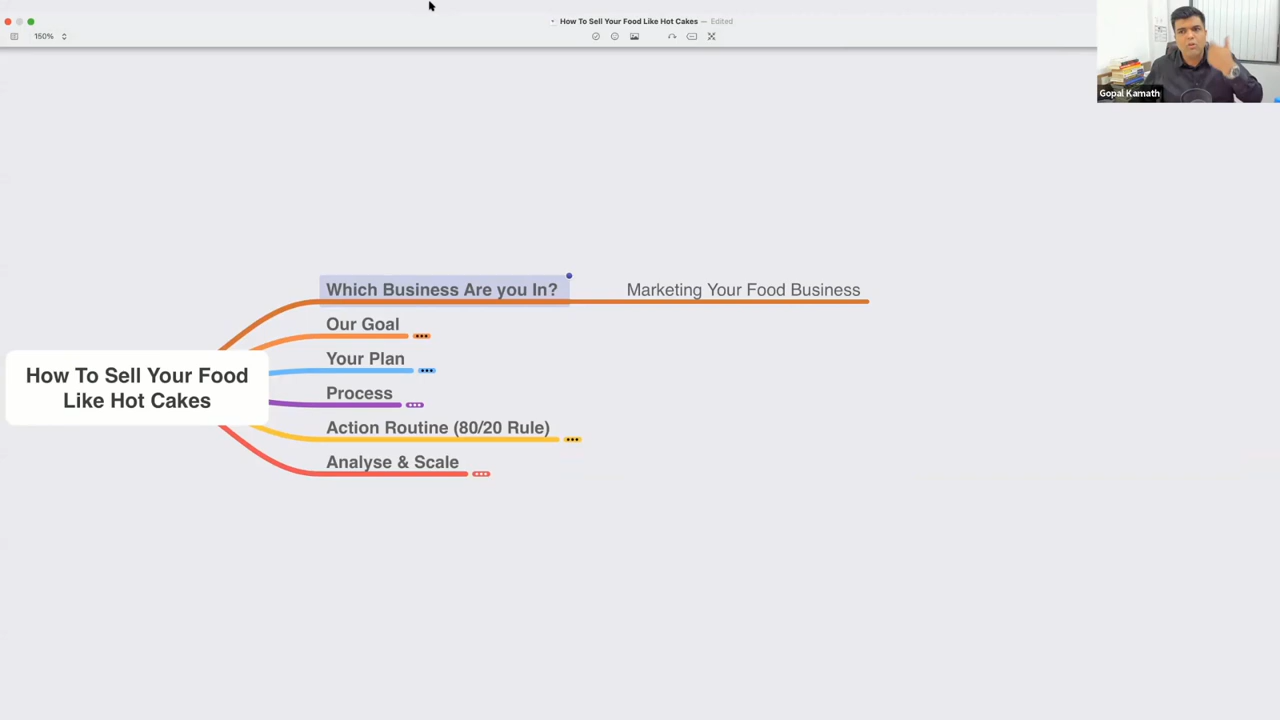 How To Sell Your Food Like Hot Cakes — Edited
150%
Gopal Kamath
Which Business Are you In?
Marketing Your Food Business
Our Goal
Your Plan
How To Sell Your Food
Like Hot Cakes
Process
Action Routine (80/20 Rule)
Analyse & Scale